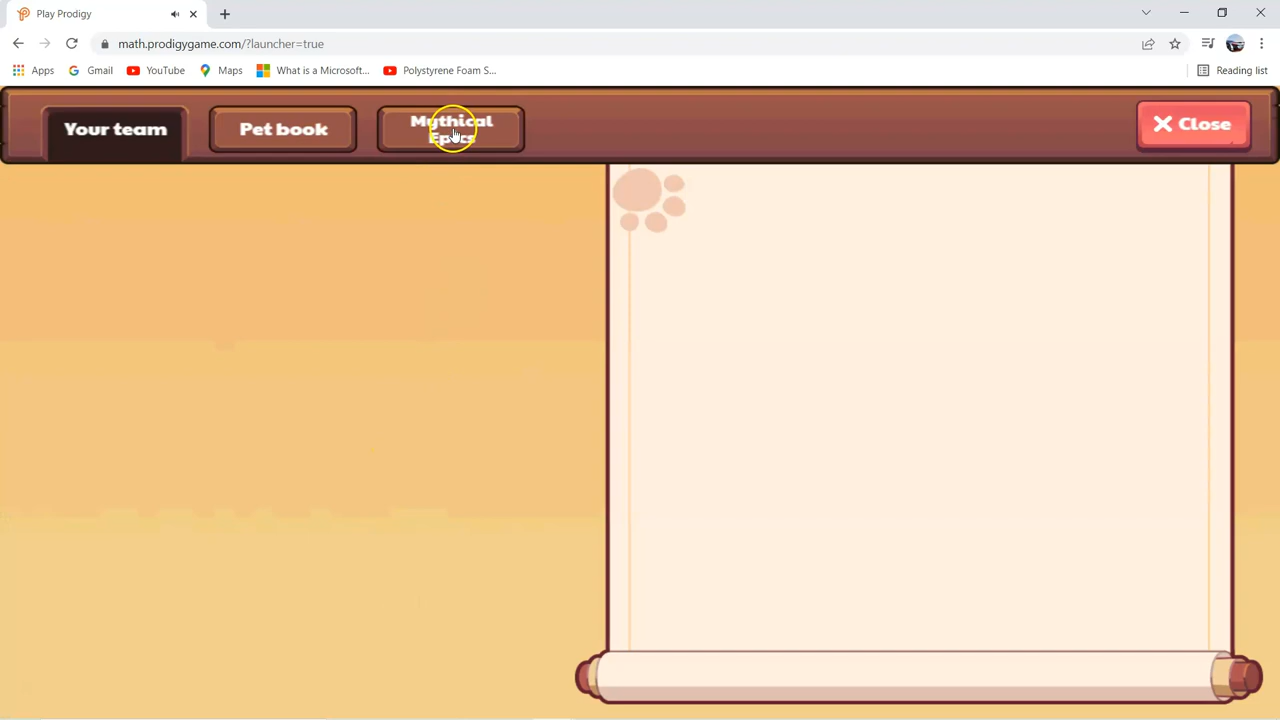 Play Prodigy
math.prodigygame.com/?launcher=true
Apps
Gmail
YouTube
Maps
What is a Microsoft...
Polystyrene Foam S...
Reading list
Your team
Pet book
Mythical
Epics
Close